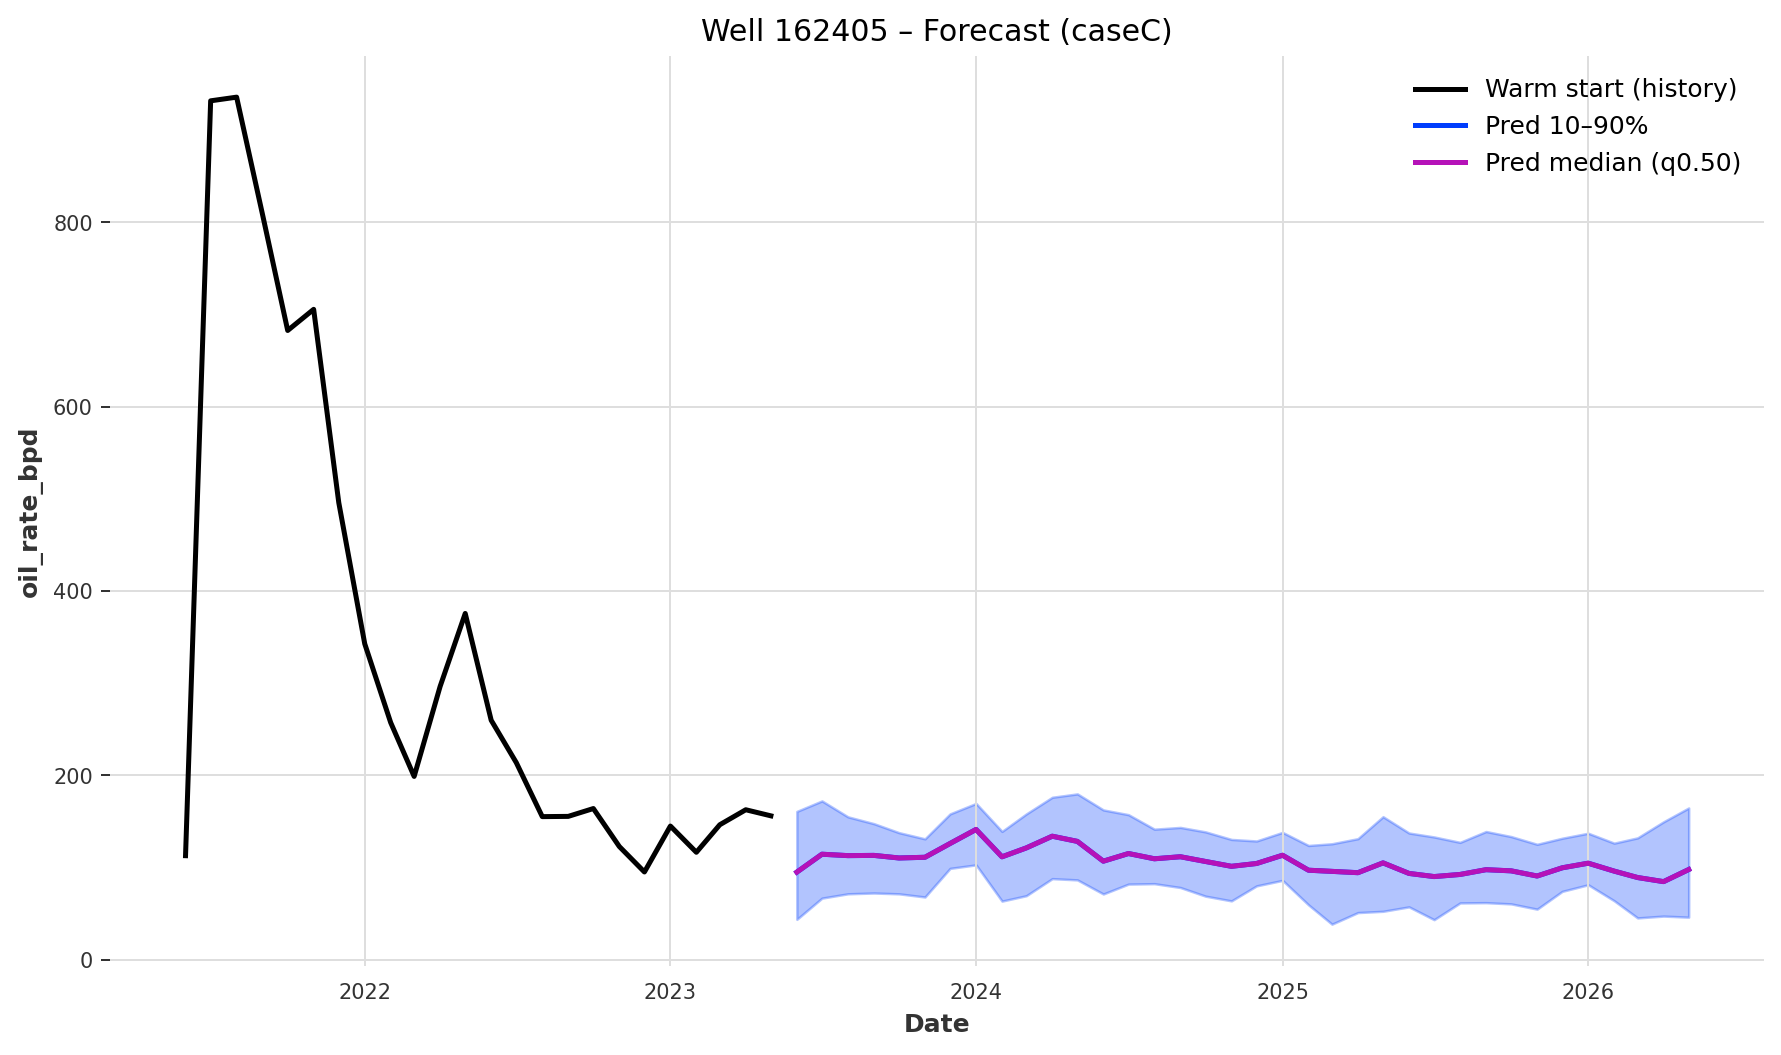 Well 162405 – Forecast (caseC)
Warm start (history)
Pred 10–90%
Pred median (q0.50)
oil_rate_bpd
800
600
400
200
0
2022
2023
2024
2025
2026
Date